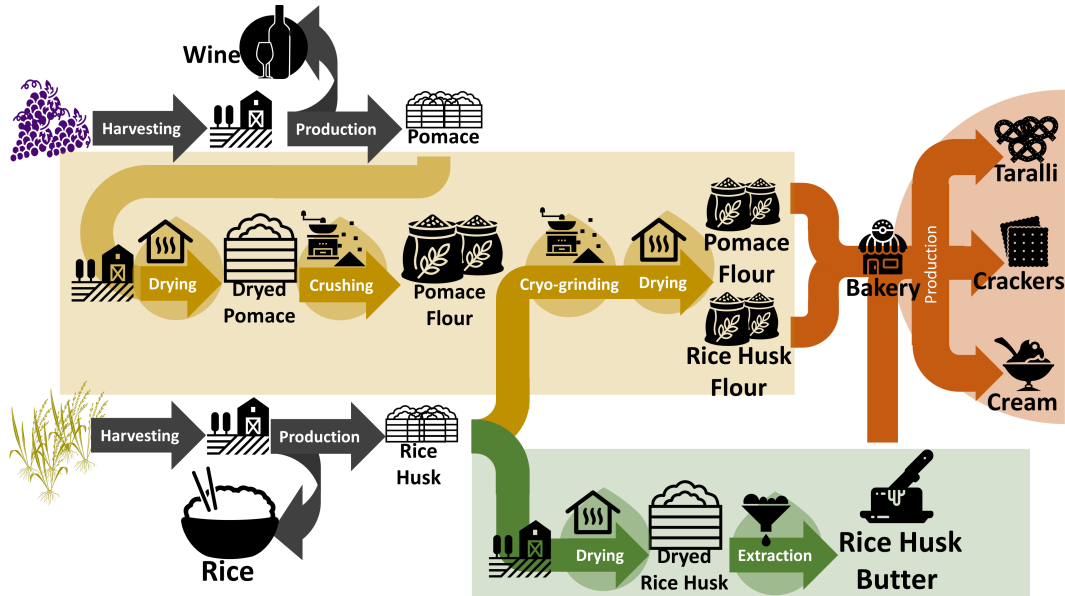 Wine
Harvesting
Production
Pomace
Drying
Dryed
Pomace
Crushing
Pomace
Flour
Cryo-grinding
Drying
Pomace
Flour
Rice Husk
Flour
Bakery
Production
Taralli
Crackers
Cream
Harvesting
Production
Rice
Husk
Rice
Drying
Dryed
Rice Husk
Extraction
Rice Husk
Butter